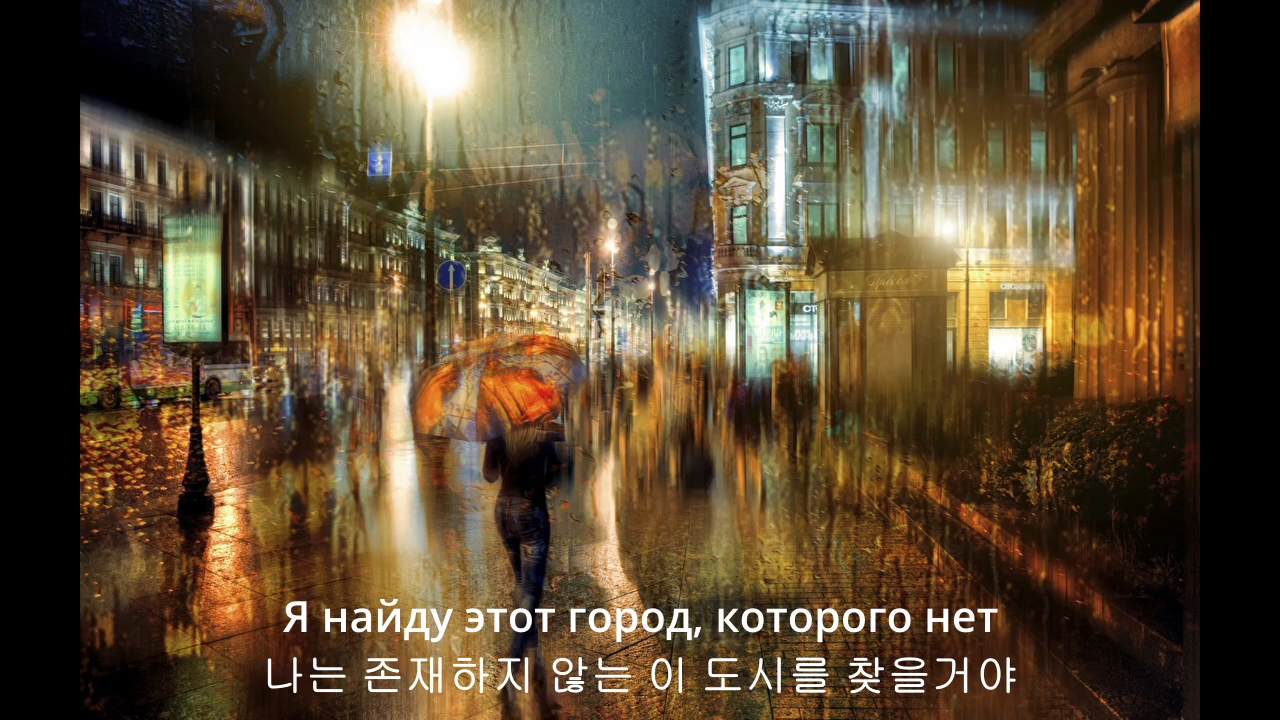 Я найду этот город, которого нет
나는 존재하지 않는 이 도시를 찾을거야